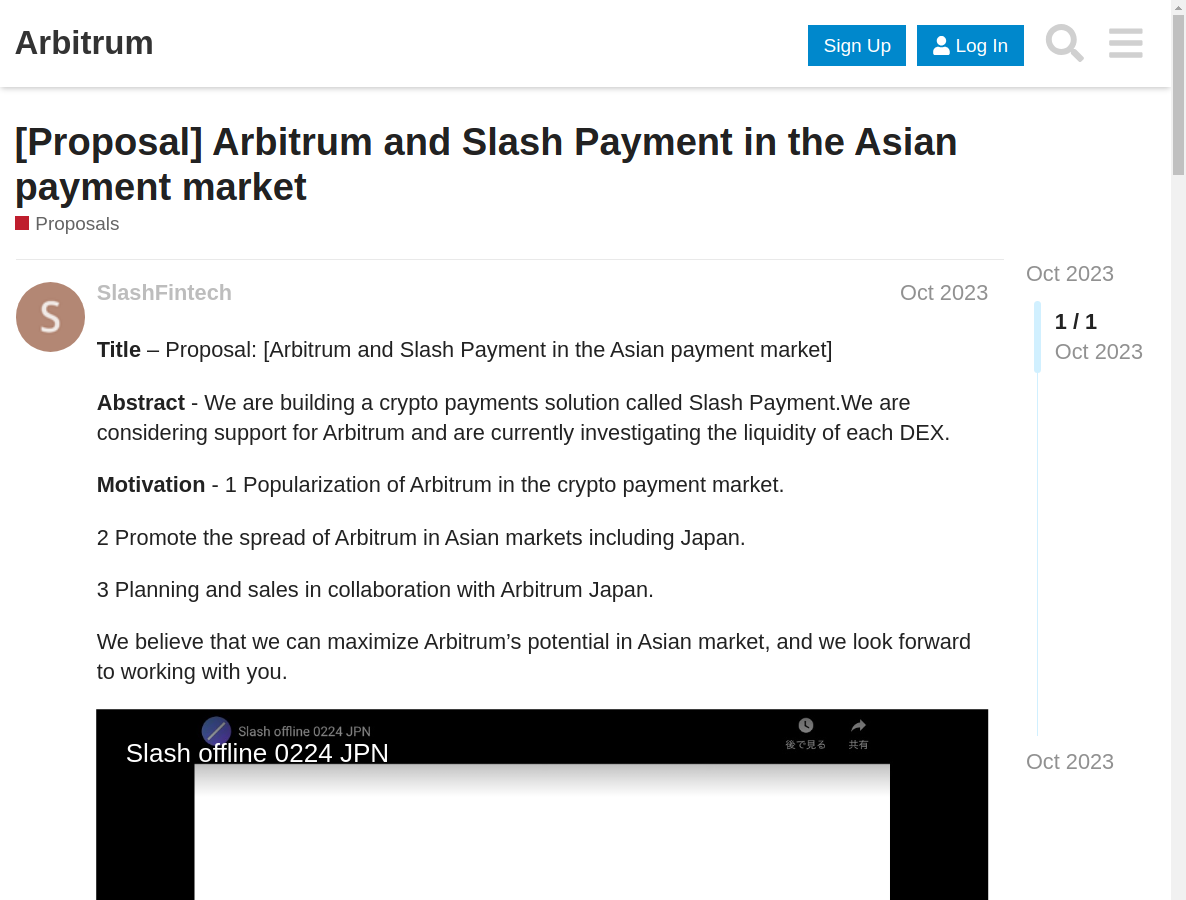 Arbitrum
Sign Up
Log In
[Proposal] Arbitrum and Slash Payment in the Asian
payment market
Proposals
S
SlashFintech
Oct 2023
Title – Proposal: [Arbitrum and Slash Payment in the Asian payment market]
Abstract - We are building a crypto payments solution called Slash Payment.We are
considering support for Arbitrum and are currently investigating the liquidity of each DEX.
Motivation - 1 Popularization of Arbitrum in the crypto payment market.
2 Promote the spread of Arbitrum in Asian markets including Japan.
3 Planning and sales in collaboration with Arbitrum Japan.
We believe that we can maximize Arbitrum’s potential in Asian market, and we look forward
to working with you.
Slash offline 0224 JPN
後で見る
共有
Slash offline 0224 JPN
Oct 2023
1 / 1
Oct 2023
Oct 2023